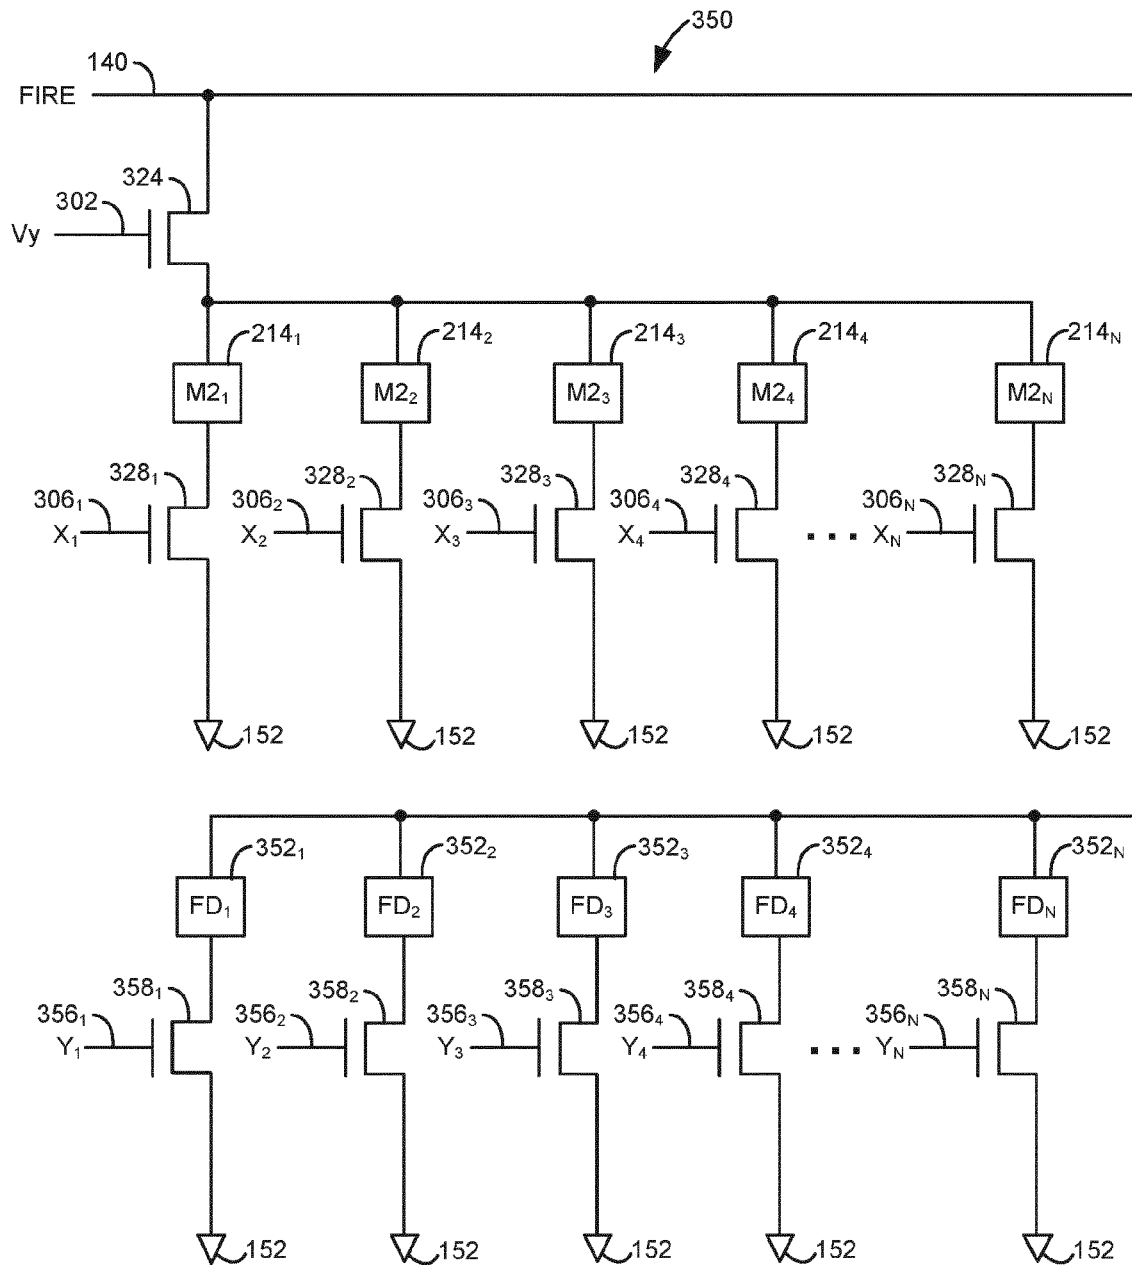 350
140
FIRE
324
302
Vy
214₁ 214₂ 214₃ 214₄ 214N
M2₁ M2₂ M2₃ M2₄ M2N
328₁ 328₂ 328₃ 328₄ 328N
306₁ 306₂ 306₃ 306₄ 306N
X₁ X₂ X₃ X₄ ... XN
152 152 152 152 152
352₁ 352₂ 352₃ 352₄ 352N
FD₁ FD₂ FD₃ FD₄ FDN
358₁ 358₂ 358₃ 358₄ 358N
356₁ 356₂ 356₃ 356₄ 356N
Y₁ Y₂ Y₃ Y₄ ... YN
152 152 152 152 152